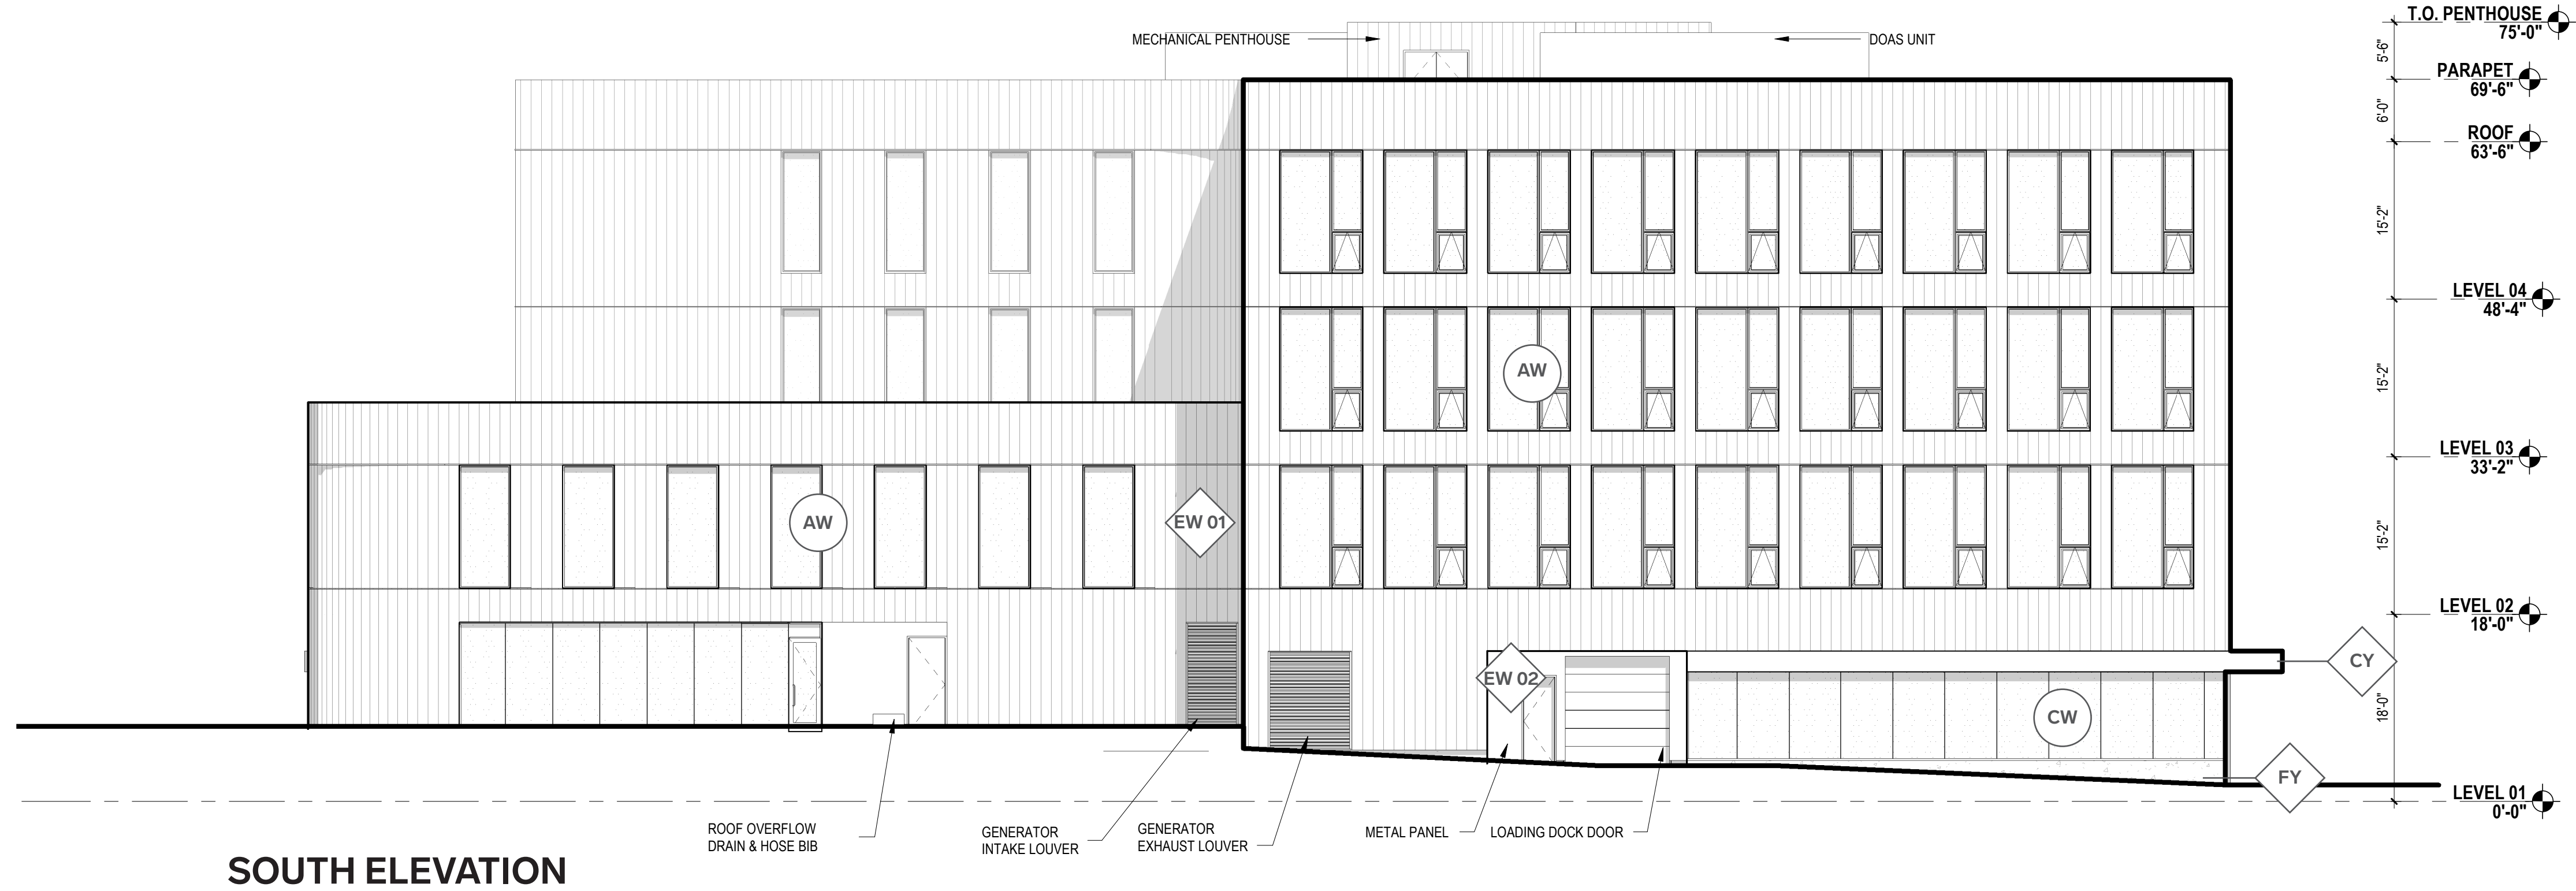 T.O. PENTHOUSE
75'-0"
MECHANICAL PENTHOUSE
DOAS UNIT
5'-6"
PARAPET
69'-6"
6'-0"
ROOF
63'-6"
15'-2"
LEVEL 04
48'-4"
15'-2"
AW
LEVEL 03
33'-2"
AW
EW 01
15'-2"
LEVEL 02
18'-0"
CY
EW 02
CW
18'-0"
FY
LEVEL 01
0'-0"
ROOF OVERFLOW
DRAIN & HOSE BIB
GENERATOR
INTAKE LOUVER
GENERATOR
EXHAUST LOUVER
METAL PANEL
LOADING DOCK DOOR
SOUTH ELEVATION